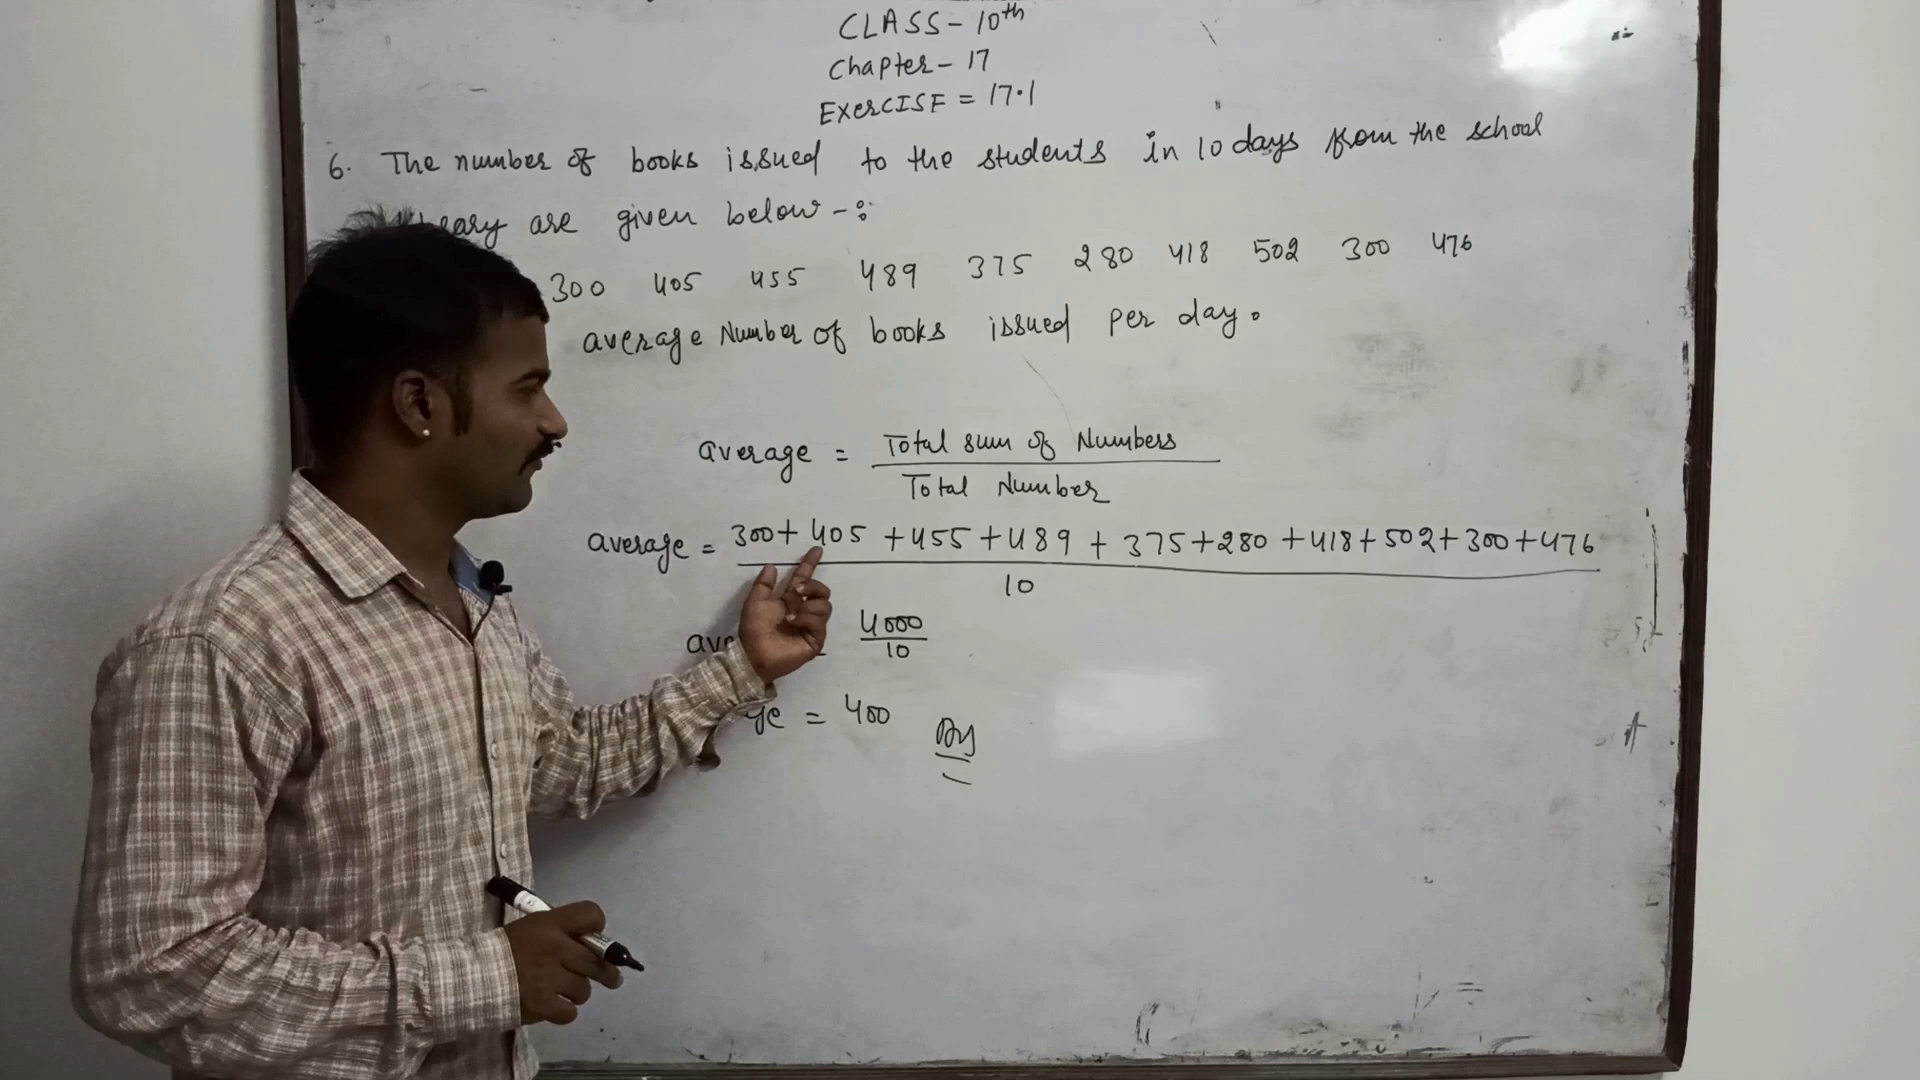 CLASS - 10th
Chapter - 17
EXERCISE = 17.1
6. The number of books issued to the students in 10 days from the school
are given below -:
300 405 455 489 375 280 418 502 300 476
average Number of books issued per day.
average = Total sum of Numbers
Total Number
average = 300+ 405 +455 +489 + 375+280 +418+502+300+476
10
4000
10
= 400 Ans